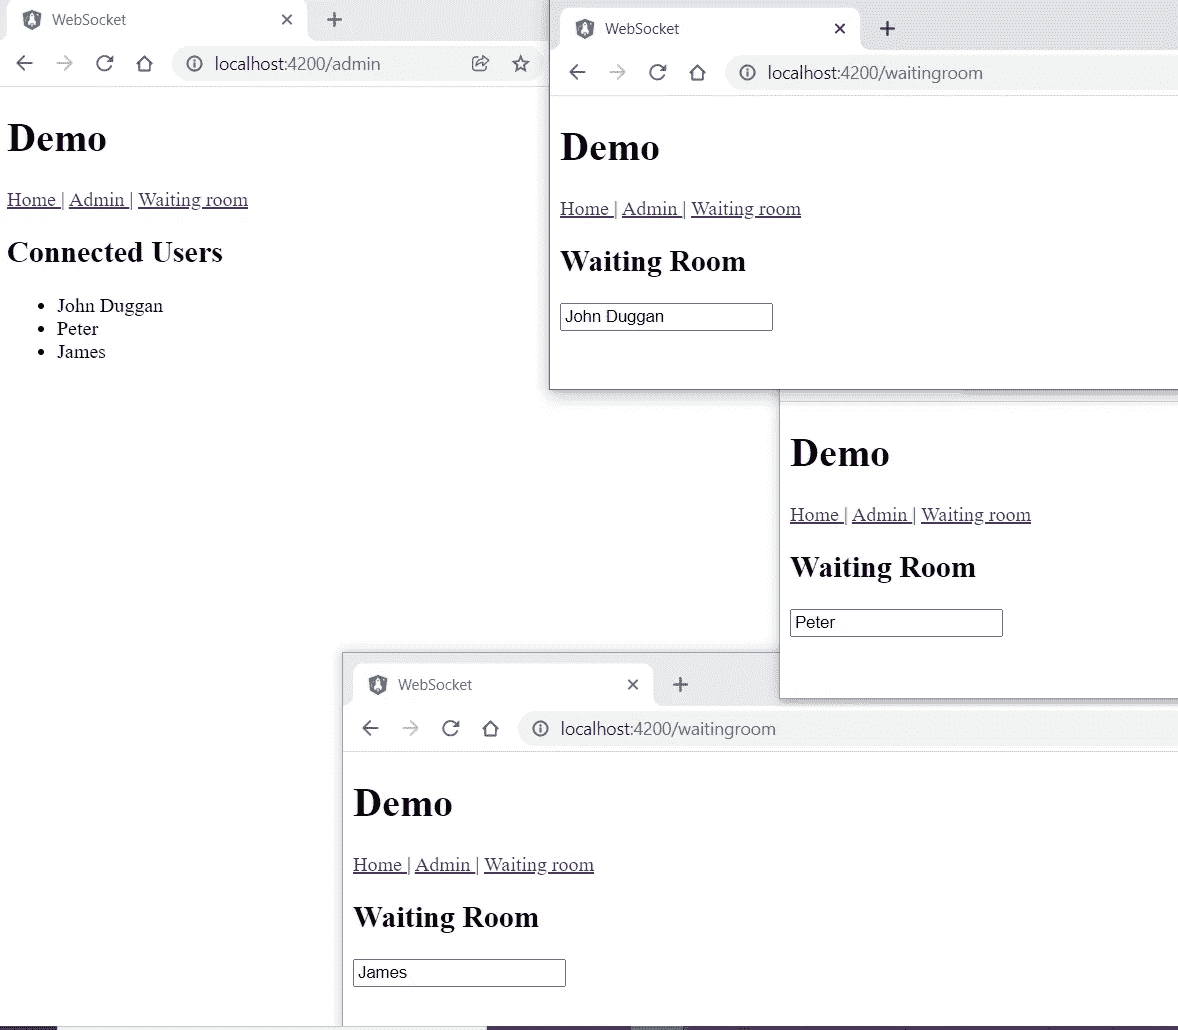 WebSocket
localhost:4200/admin
Demo
Home | Admin | Waiting room
Connected Users
John Duggan
Peter
James
WebSocket
localhost:4200/waitingroom
Demo
Home | Admin | Waiting room
Waiting Room
John Duggan
Demo
Home | Admin | Waiting room
Waiting Room
Peter
WebSocket
localhost:4200/waitingroom
Demo
Home | Admin | Waiting room
Waiting Room
James